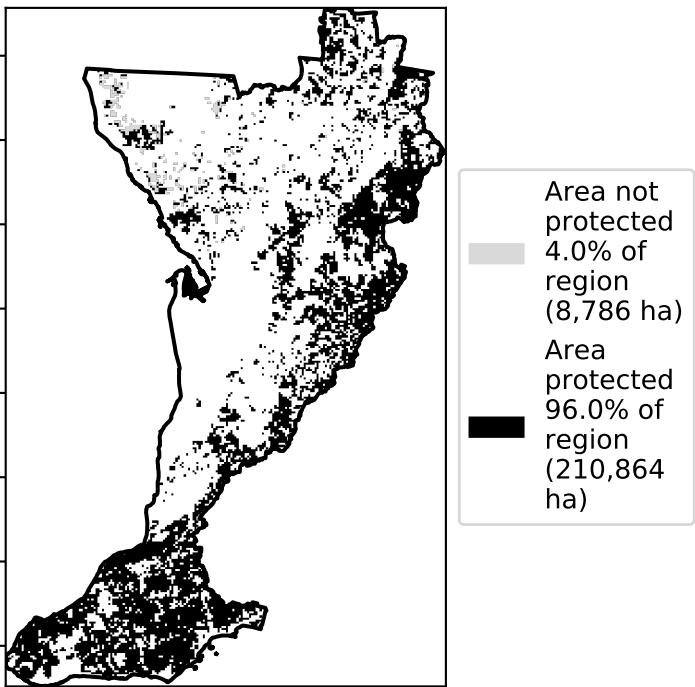 Area not
protected
4.0% of
region
(8,786 ha)
Area
protected
96.0% of
region
(210,864
ha)